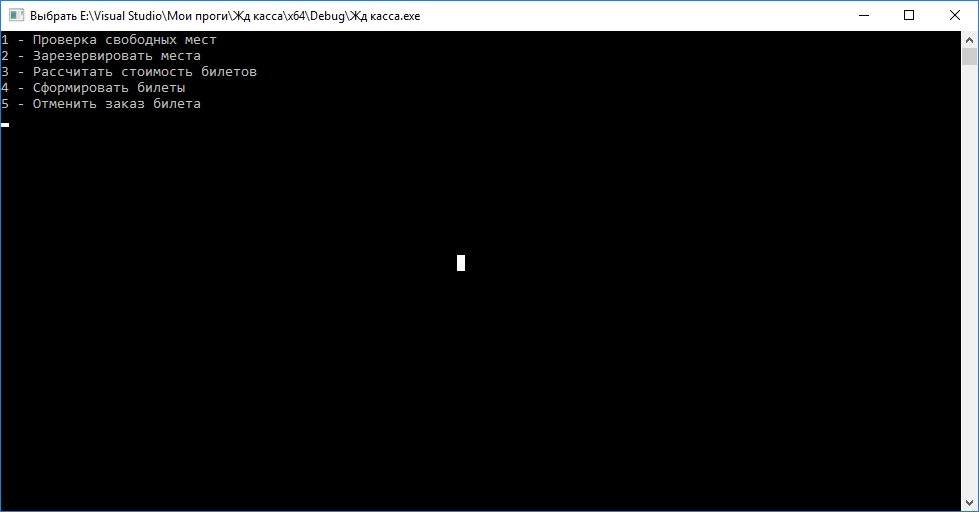 Выбрать E:\Visual Studio\Мои проги\Жд касса\x64\Debug\Жд касса.exe
1 - Проверка свободных мест
2 - Зарезервировать места
3 - Рассчитать стоимость билетов
4 - Сформировать билеты
5 - Отменить заказ билета